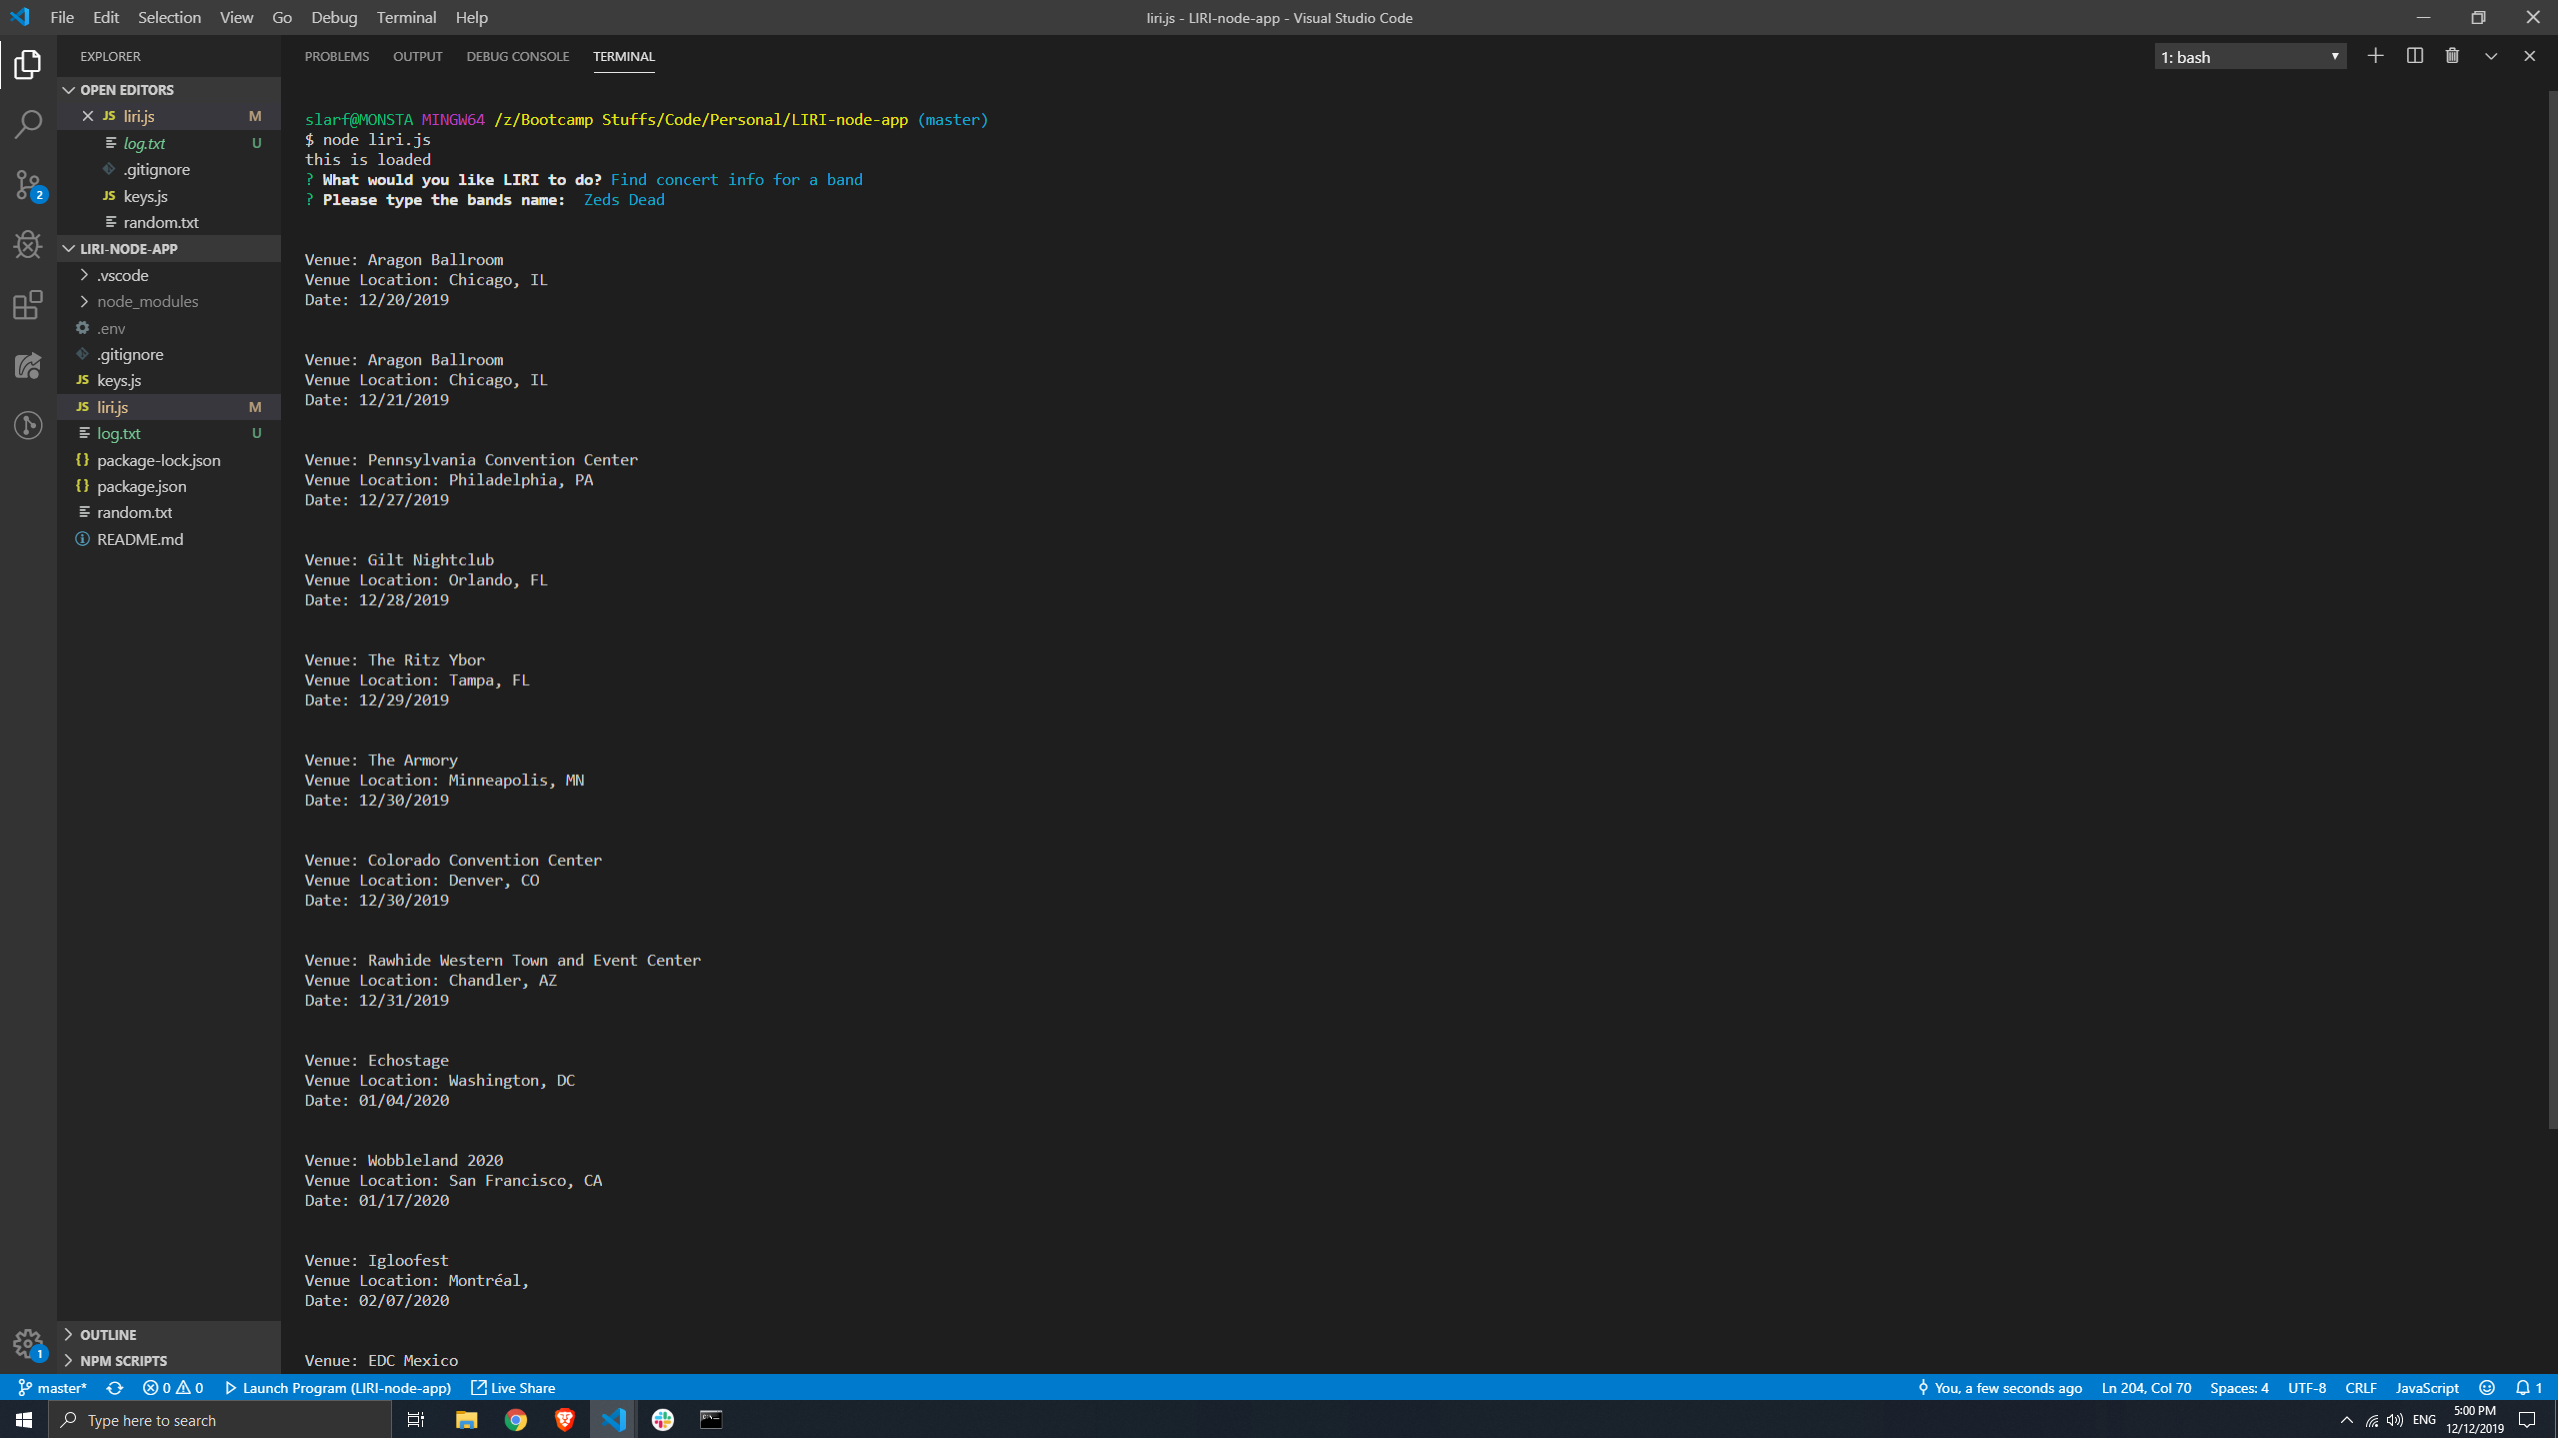 File Edit Selection View Go Debug Terminal Help
liri.js - LIRI-node-app - Visual Studio Code
EXPLORER
OPEN EDITORS
JS liri.js M
log.txt U
.gitignore
JS keys.js
random.txt
LIRI-NODE-APP
.vscode
node_modules
.env
.gitignore
JS keys.js
JS liri.js M
log.txt U
{} package-lock.json
{} package.json
random.txt
README.md
OUTLINE
NPM SCRIPTS
2
1
PROBLEMS OUTPUT DEBUG CONSOLE TERMINAL
1: bash
slarf@MONSTA MINGW64 /z/Bootcamp Stuffs/Code/Personal/LIRI-node-app (master)
$ node liri.js
this is loaded
? What would you like LIRI to do? Find concert info for a band
? Please type the bands name:  Zeds Dead
Venue: Aragon Ballroom
Venue Location: Chicago, IL
Date: 12/20/2019
Venue: Aragon Ballroom
Venue Location: Chicago, IL
Date: 12/21/2019
Venue: Pennsylvania Convention Center
Venue Location: Philadelphia, PA
Date: 12/27/2019
Venue: Gilt Nightclub
Venue Location: Orlando, FL
Date: 12/28/2019
Venue: The Ritz Ybor
Venue Location: Tampa, FL
Date: 12/29/2019
Venue: The Armory
Venue Location: Minneapolis, MN
Date: 12/30/2019
Venue: Colorado Convention Center
Venue Location: Denver, CO
Date: 12/30/2019
Venue: Rawhide Western Town and Event Center
Venue Location: Chandler, AZ
Date: 12/31/2019
Venue: Echostage
Venue Location: Washington, DC
Date: 01/04/2020
Venue: Wobbleland 2020
Venue Location: San Francisco, CA
Date: 01/17/2020
Venue: Igloofest
Venue Location: Montréal,
Date: 02/07/2020
Venue: EDC Mexico
master* 0 0 Launch Program (LIRI-node-app) Live Share
You, a few seconds ago Ln 204, Col 70 Spaces: 4 UTF-8 CRLF JavaScript 1
Type here to search
ENG
5:00 PM
12/12/2019